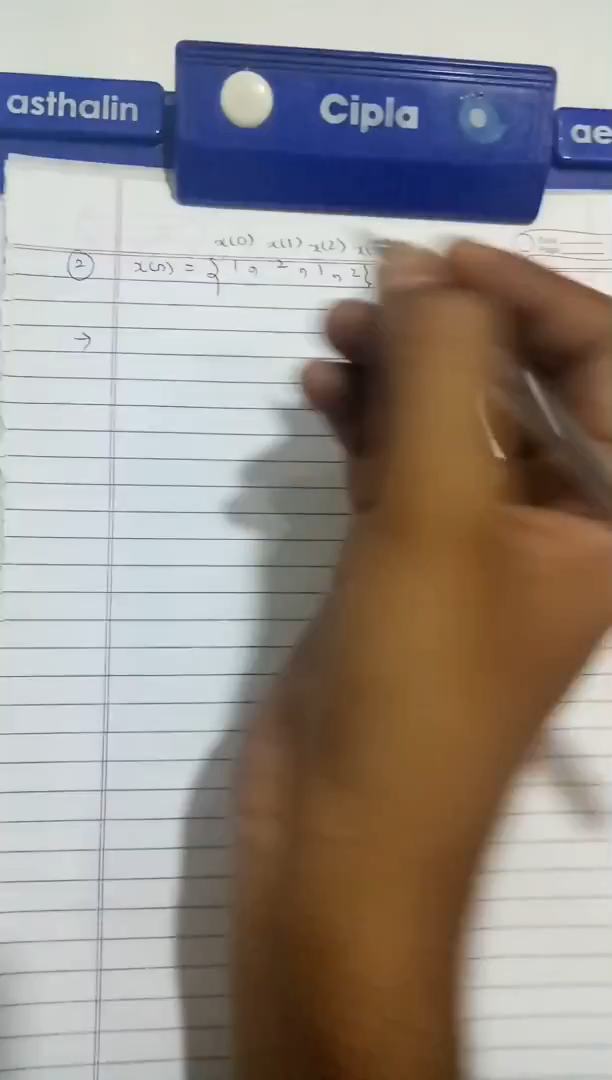 asthalin
Cipla
ae
x(0) x(1) x(2)
2 x(n) = { 1, 2, 1, 2}
→